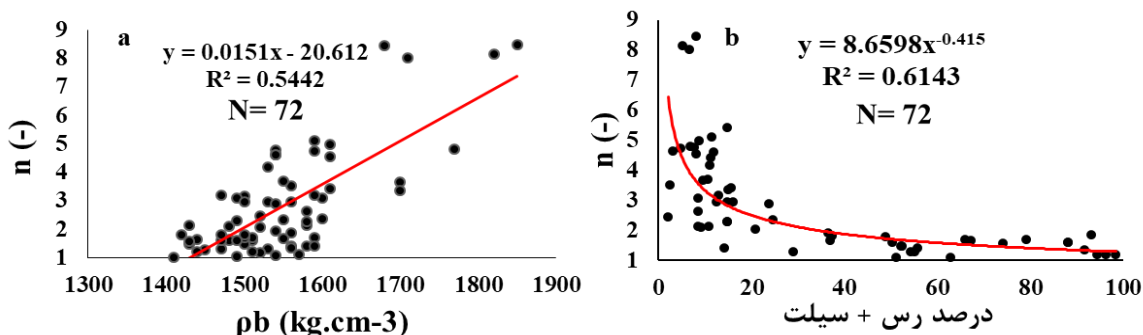 a
y = 0.0151x - 20.612
R² = 0.5442
N= 72
n (-)
9
8
7
6
5
4
3
2
1
1300 1400 1500 1600 1700 1800 1900
ρb (kg.cm-3)
b
y = 8.6598x^-0.415
R² = 0.6143
N= 72
n (-)
9
8
7
6
5
4
3
2
1
0 20 40 60 80 100
درصد رس + سیلت